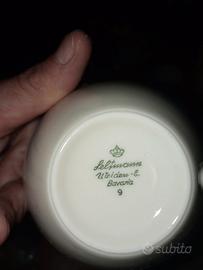 Seltmann
Weiden-E.
Bavaria
9
subito